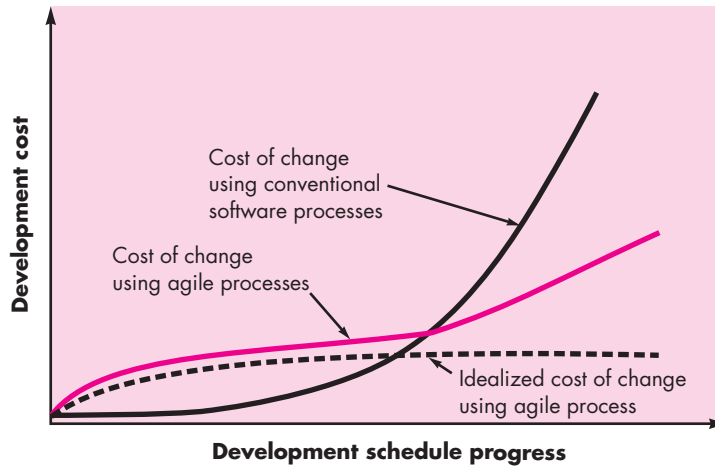 Development cost
Cost of change
using conventional
software processes
Cost of change
using agile processes
Idealized cost of change
using agile process
Development schedule progress